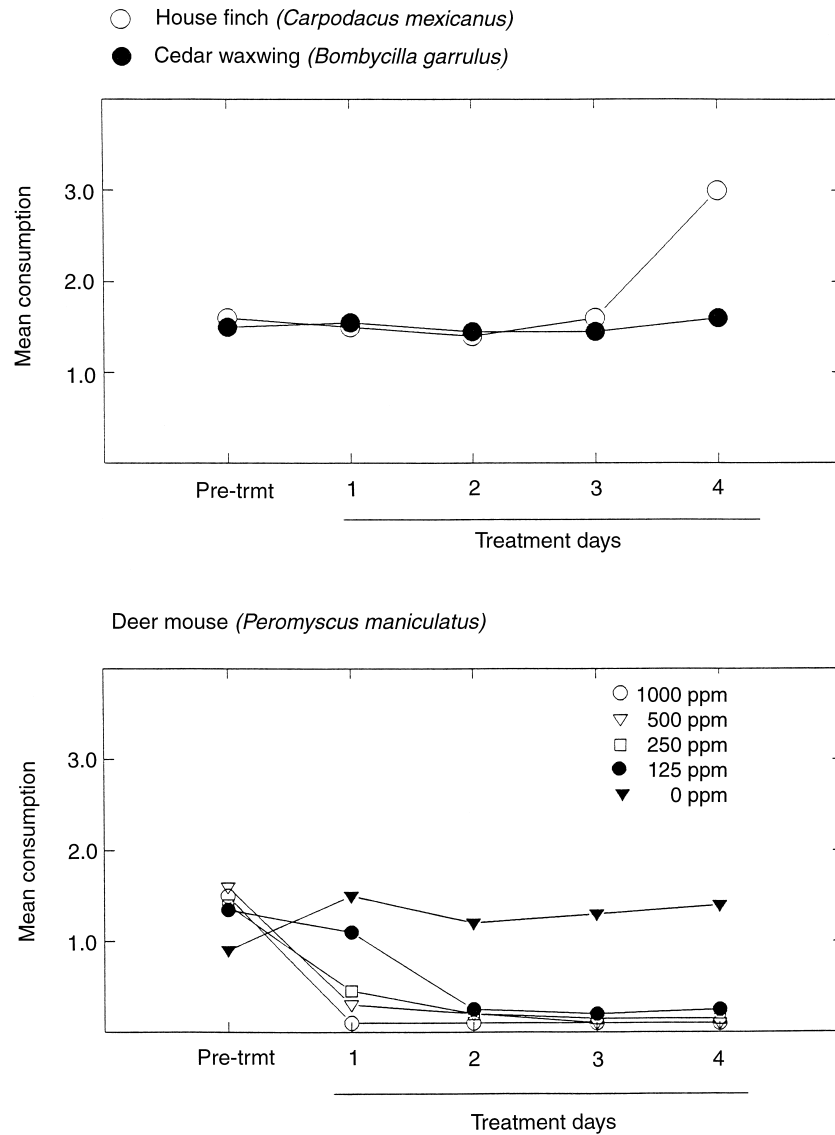 House finch (Carpodacus mexicanus)
Cedar waxwing (Bombycilla garrulus)
Mean consumption
3.0
2.0
1.0
Pre-trmt 1 2 3 4
Treatment days
Deer mouse (Peromyscus maniculatus)
1000 ppm
500 ppm
250 ppm
125 ppm
0 ppm
Mean consumption
3.0
2.0
1.0
Pre-trmt 1 2 3 4
Treatment days